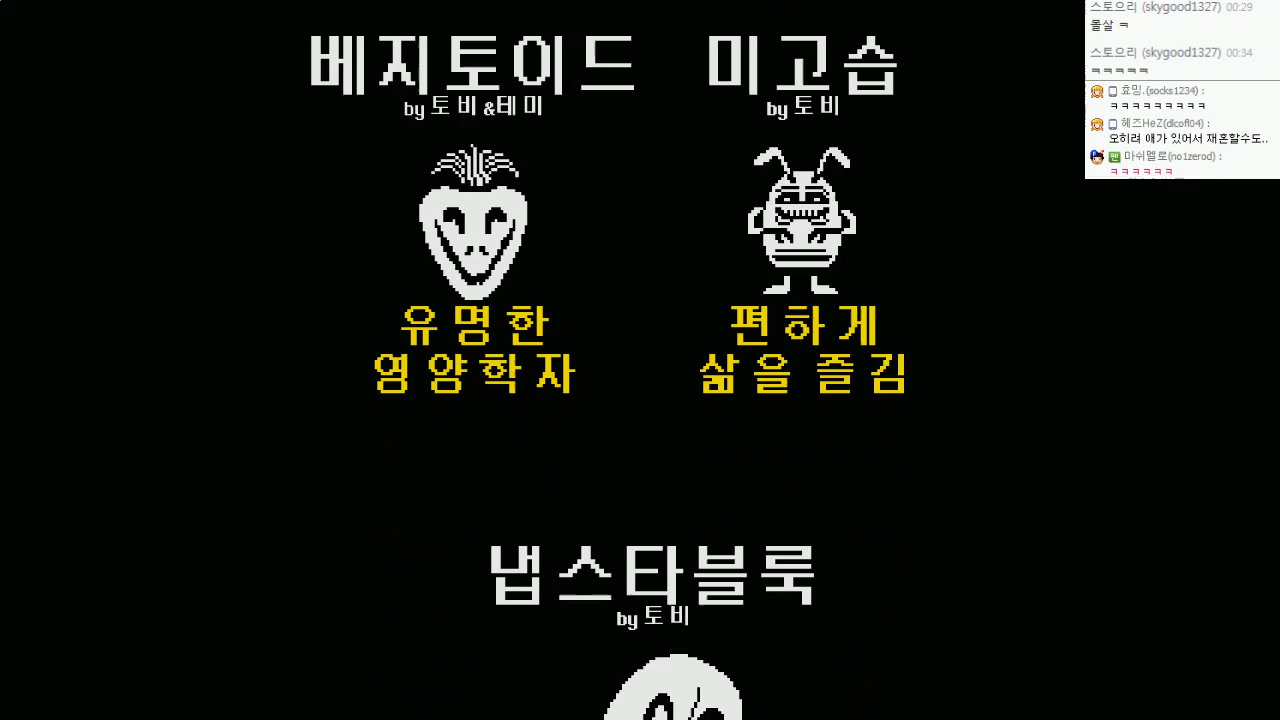 베지토이드
by 토비&테미
유명한
영양학자
미고습
by 토비
편하게
삶을 즐김
냅스타블룩
by 토비
스토으리 (skygood1327) 00:29
몰살 ㅋ
스토으리 (skygood1327) 00:34
ㅋㅋㅋㅋㅋ
효밍.(socks1234) :
ㅋㅋㅋㅋㅋㅋㅋㅋㅋ
헤즈HeZ(dlcofl04) :
오히려 얘가 있어서 재혼할수도..
팬 마쉬멜로(no1zerod) :
ㅋㅋㅋㅋㅋㅋ